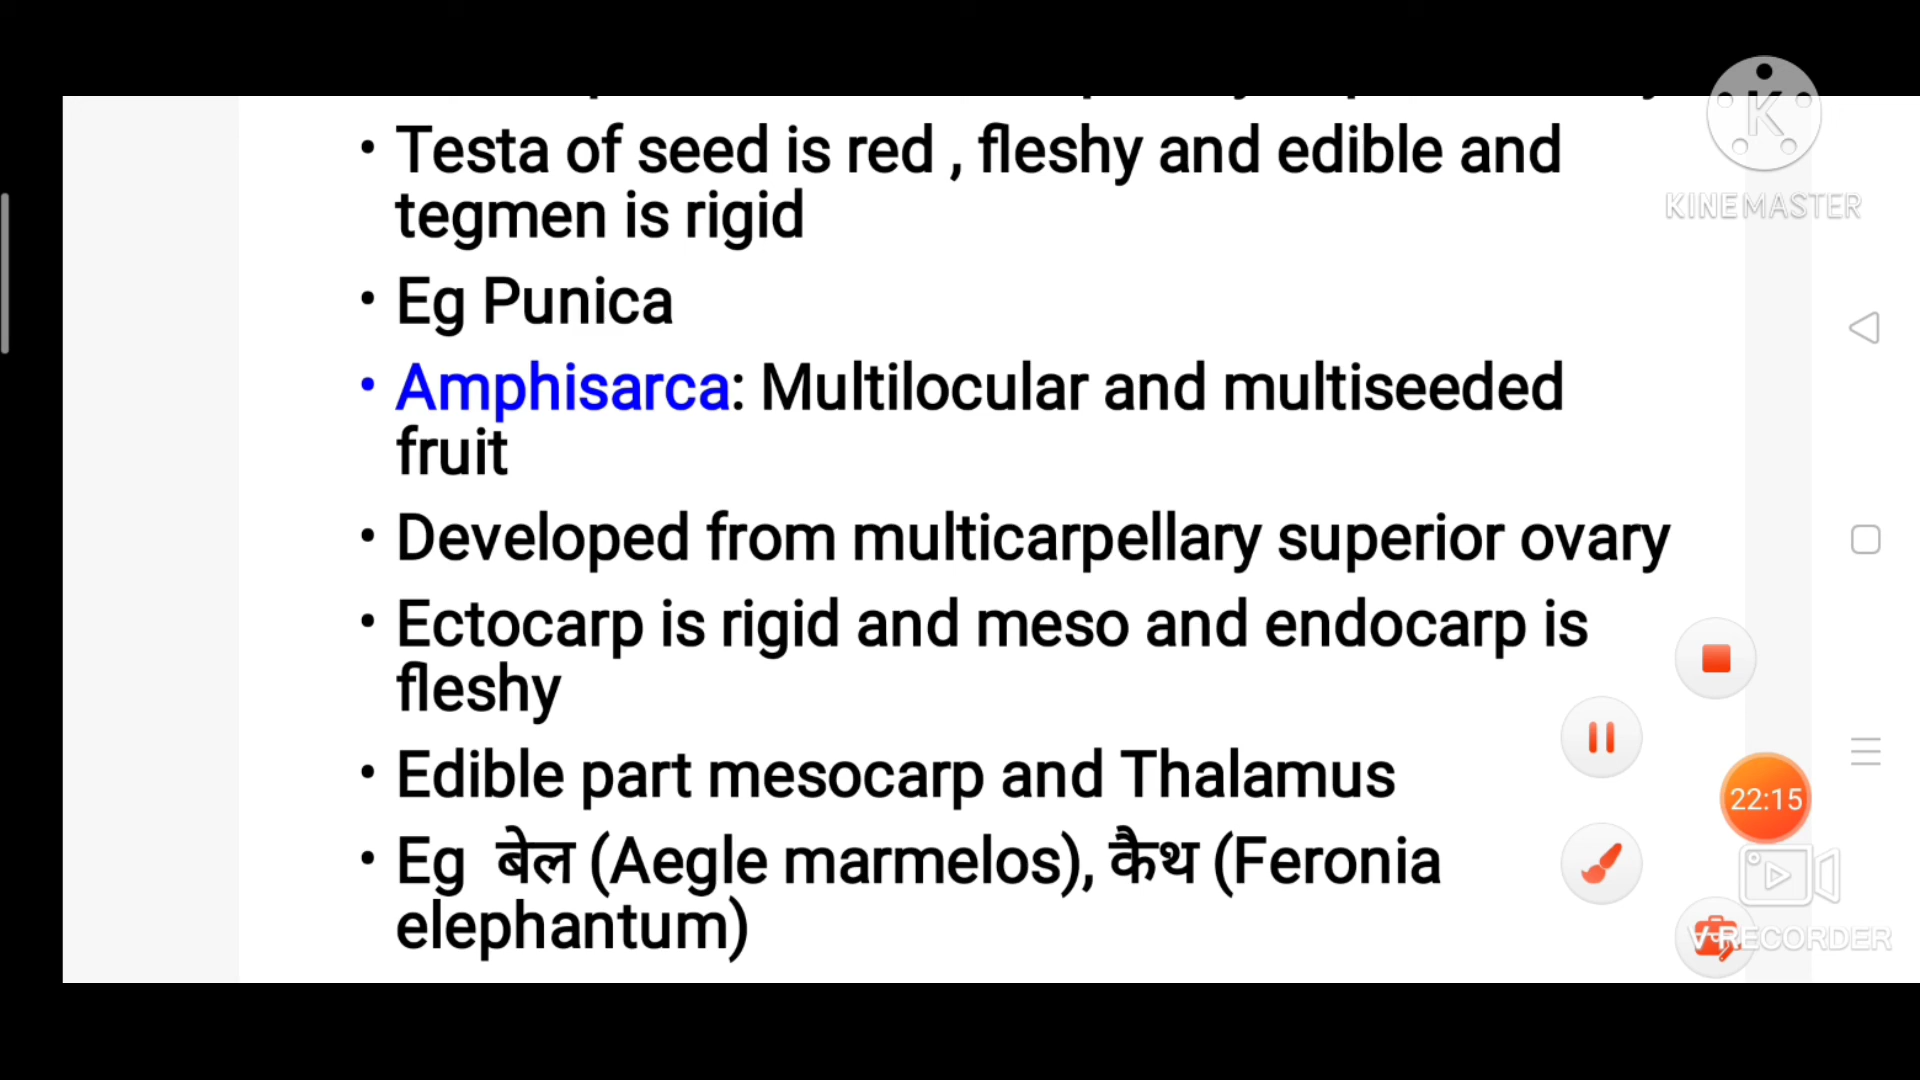 • Testa of seed is red , fleshy and edible and
tegmen is rigid
• Eg Punica
• Amphisarca: Multilocular and multiseeded
fruit
• Developed from multicarpellary superior ovary
• Ectocarp is rigid and meso and endocarp is
fleshy
• Edible part mesocarp and Thalamus
• Eg बेल (Aegle marmelos), कैथ (Feronia
elephantum)
K
KINEMASTER
22:15
V RECORDER